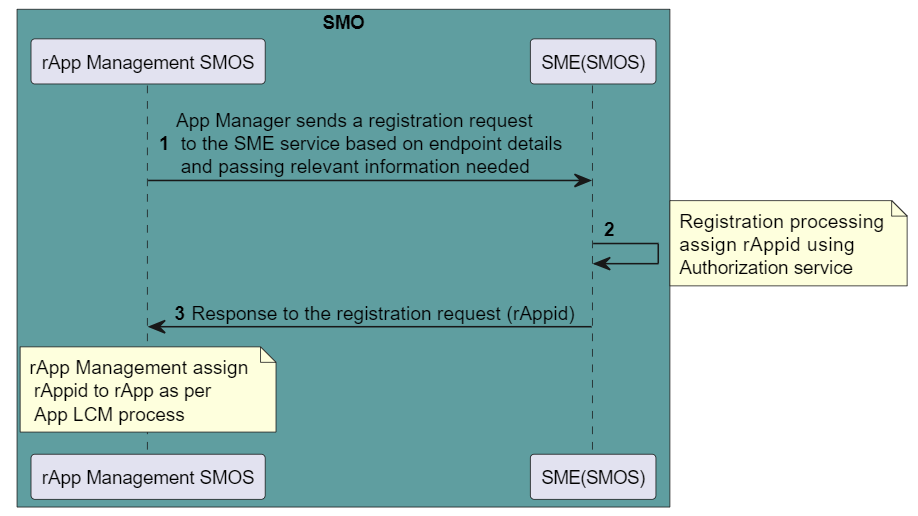 SMO
rApp Management SMOS
SME(SMOS)
App Manager sends a registration request
1 to the SME service based on endpoint details
and passing relevant information needed
2
Registration processing
assign rAppid using
Authorization service
3 Response to the registration request (rAppid)
rApp Management assign
rAppid to rApp as per
App LCM process
rApp Management SMOS
SME(SMOS)